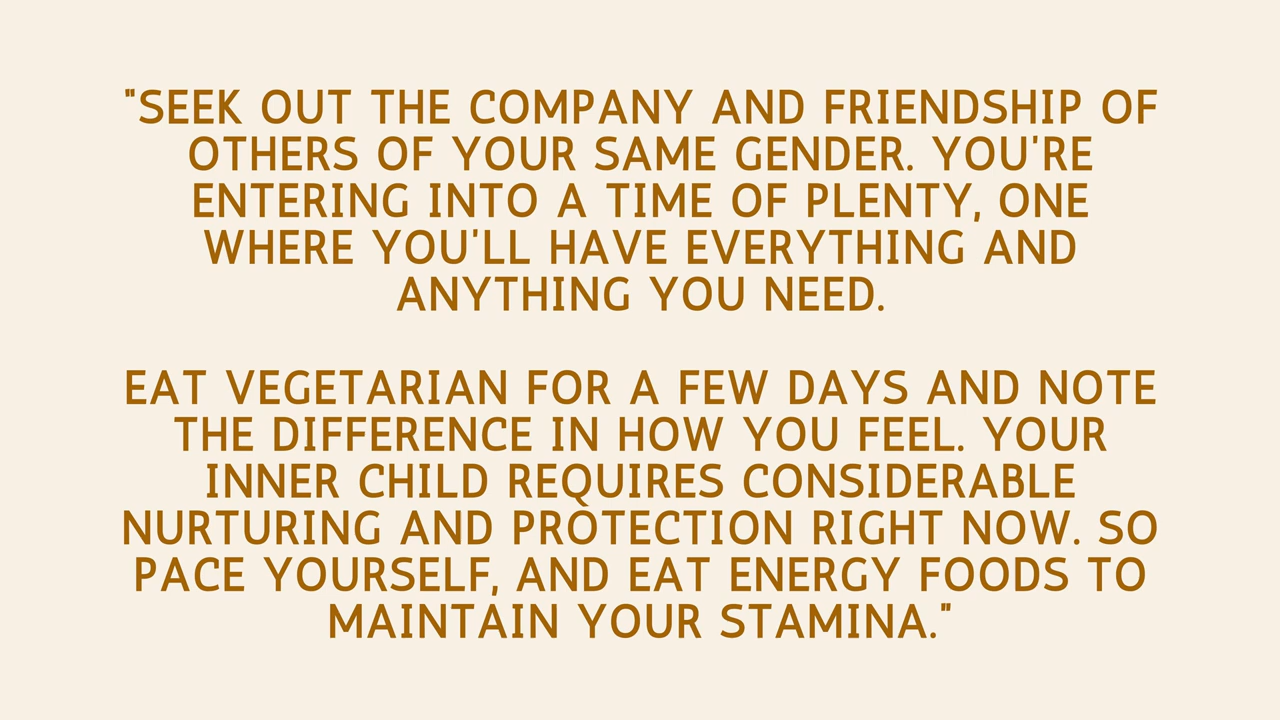 "SEEK OUT THE COMPANY AND FRIENDSHIP OF
OTHERS OF YOUR SAME GENDER. YOU'RE
ENTERING INTO A TIME OF PLENTY, ONE
WHERE YOU'LL HAVE EVERYTHING AND
ANYTHING YOU NEED.
EAT VEGETARIAN FOR A FEW DAYS AND NOTE
THE DIFFERENCE IN HOW YOU FEEL. YOUR
INNER CHILD REQUIRES CONSIDERABLE
NURTURING AND PROTECTION RIGHT NOW. SO
PACE YOURSELF, AND EAT ENERGY FOODS TO
MAINTAIN YOUR STAMINA."